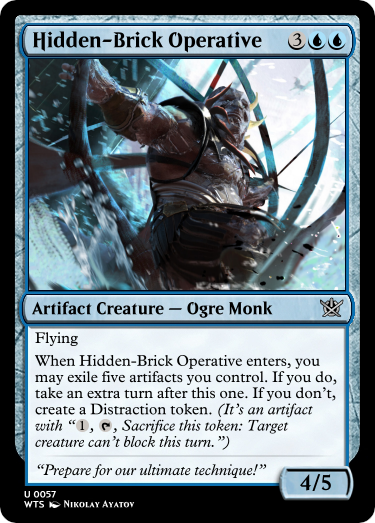 Hidden-Brick Operative 3
Artifact Creature — Ogre Monk
Flying
When Hidden-Brick Operative enters, you
may exile five artifacts you control. If you do,
take an extra turn after this one. If you don't,
create a Distraction token. (It's an artifact
with “1, , Sacrifice this token: Target
creature can't block this turn.”)
“Prepare for our ultimate technique!”
4/5
U 0057
WTS Nikolay Ayatov